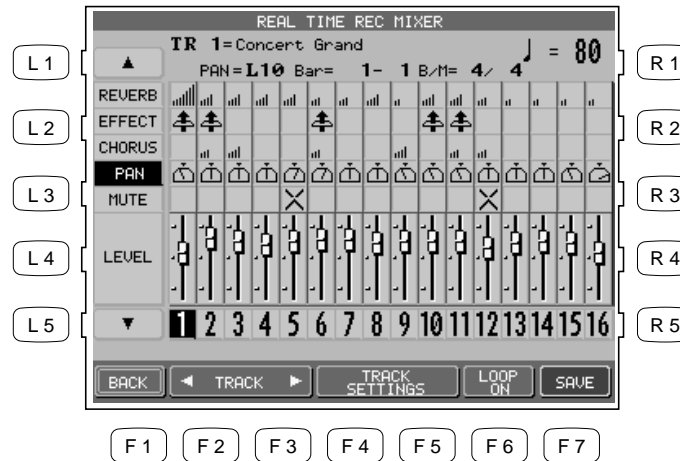 REAL TIME REC MIXER
TR 1=Concert Grand
= 80
PAN=L10 Bar= 1- 1 B/M= 4/ 4
REVERB
EFFECT
CHORUS
PAN
MUTE
LEVEL
1 2 3 4 5 6 7 8 9 10 11 12 13 14 15 16
BACK
TRACK
TRACK SETTINGS
LOOP ON
SAVE
L 1
L 2
L 3
L 4
L 5
R 1
R 2
R 3
R 4
R 5
F 1 F 2 F 3 F 4 F 5 F 6 F 7